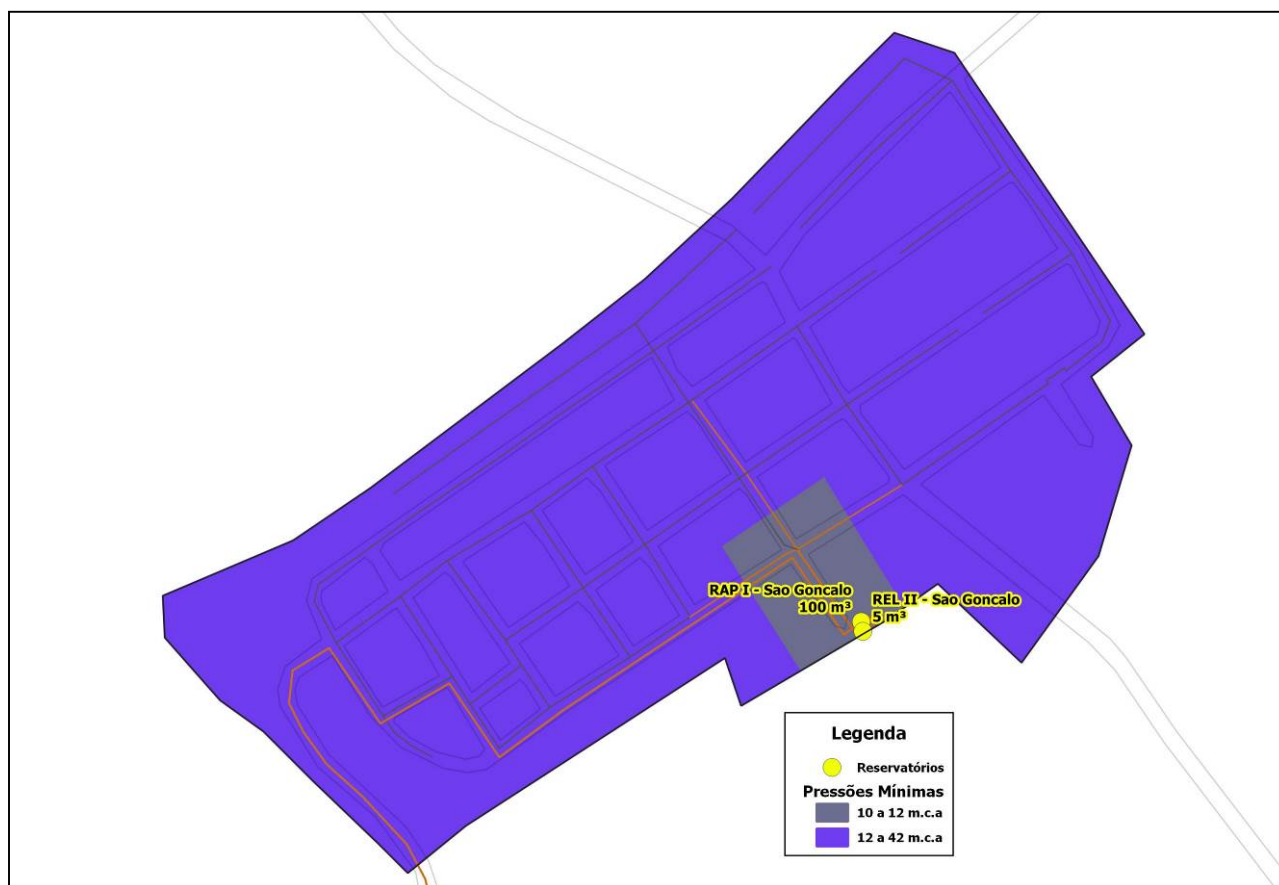 RAP I - Sao Goncalo
100 m³
REL II - Sao Goncalo
5 m³
Legenda
Reservatórios
Pressões Mínimas
10 a 12 m.c.a
12 a 42 m.c.a